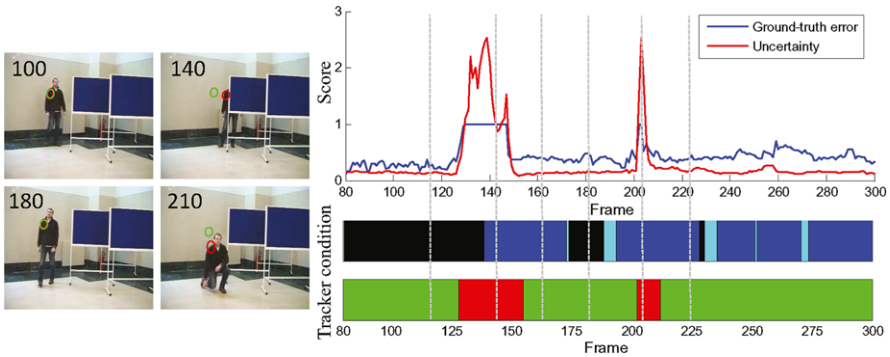 100
140
180
210
3
2
1
0
Score
Ground-truth error
Uncertainty
80 100 120 140 160 180 200 220 240 260 280 300
Frame
Tracker condition
80 100 125 150 175 200 225 250 275 300
Frame